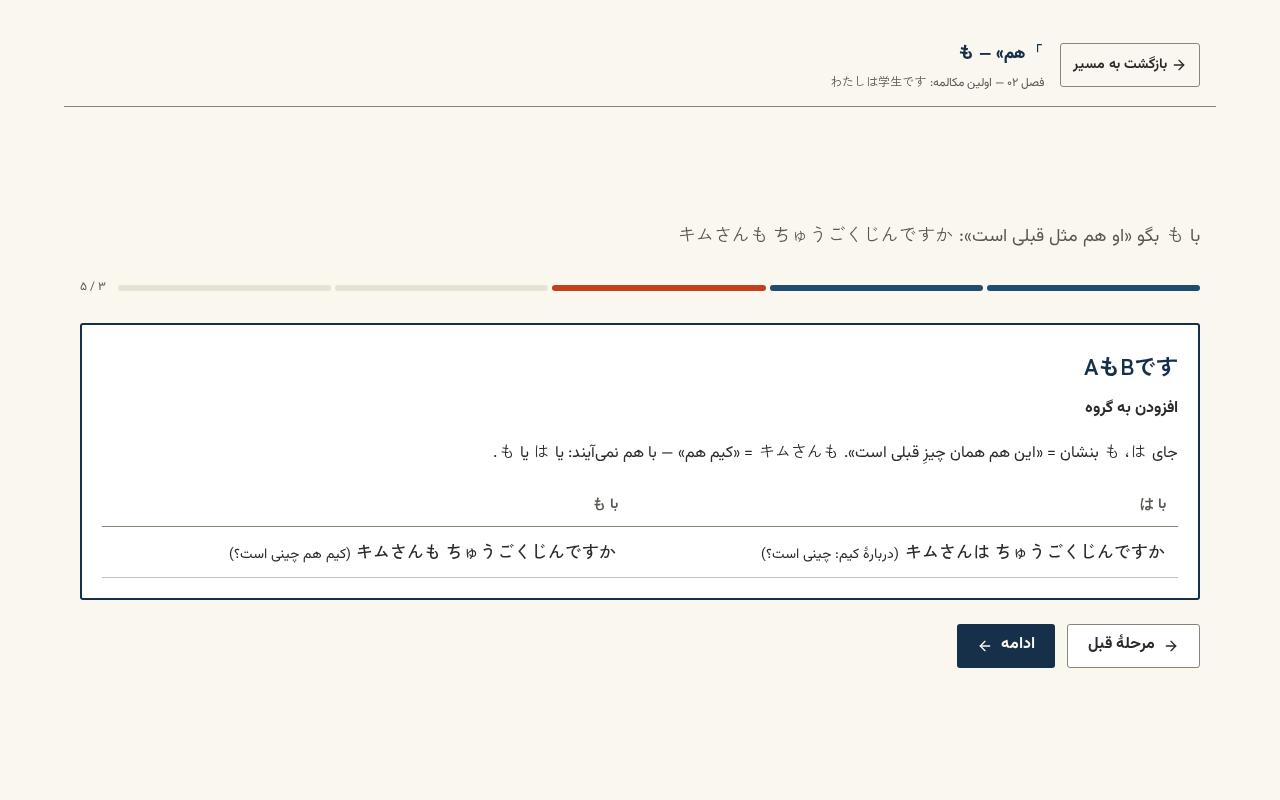 بازگشت به مسیر
「هم» — も
فصل ۰۲ — اولین مکالمه: わたしは学生です
با も بگو «او هم مثل قبلی است»: キムさんも ちゅうごくじんですか
۵ / ۳
AもBです
افزودن به گروه
جای は، も بنشان = «این هم همان چیزِ قبلی است». キムさんも = «کیم هم» — با هم نمی‌آیند: یا は یا も.
با は
با も
キムさんは ちゅうごくじんですか (دربارهٔ کیم: چینی است؟)
キムさんも ちゅうごくじんですか (کیم هم چینی است؟)
مرحلهٔ قبل
ادامه